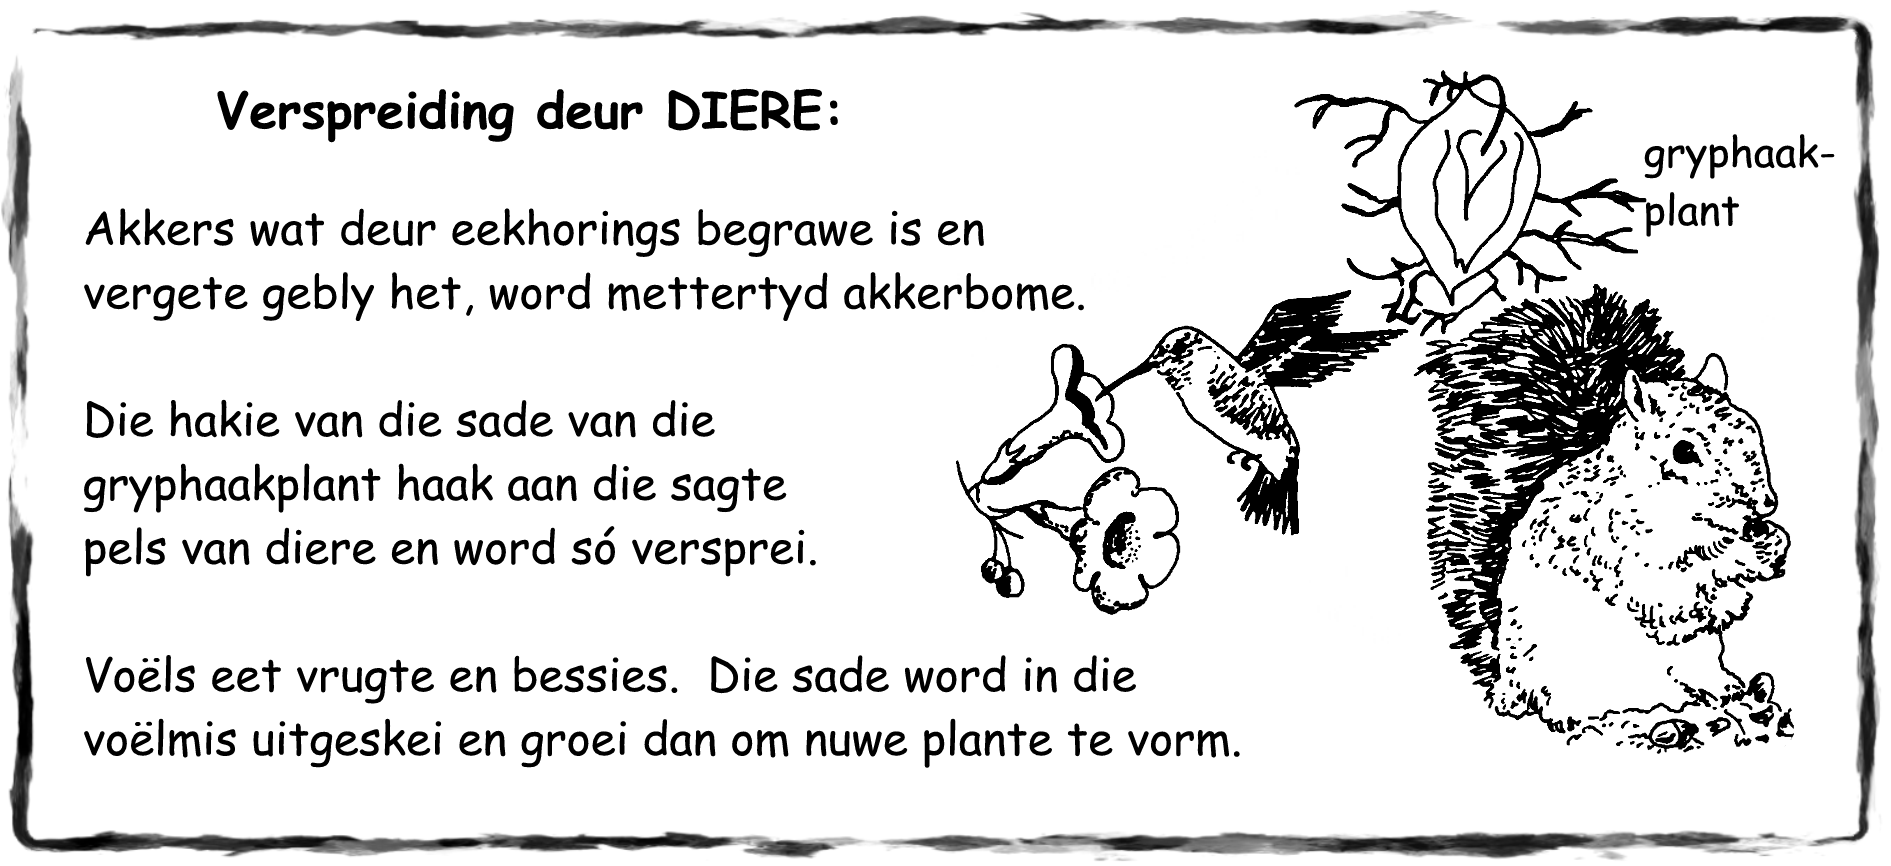 Verspreiding deur DIERE:
gryphaak-
plant
Akkers wat deur eekhorings begrawe is en
vergete gebly het, word mettertyd akkerbome.
Die hakie van die sade van die
gryphaakplant haak aan die sagte
pels van diere en word só versprei.
Voëls eet vrugte en bessies.  Die sade word in die
voëlmis uitgeskei en groei dan om nuwe plante te vorm.